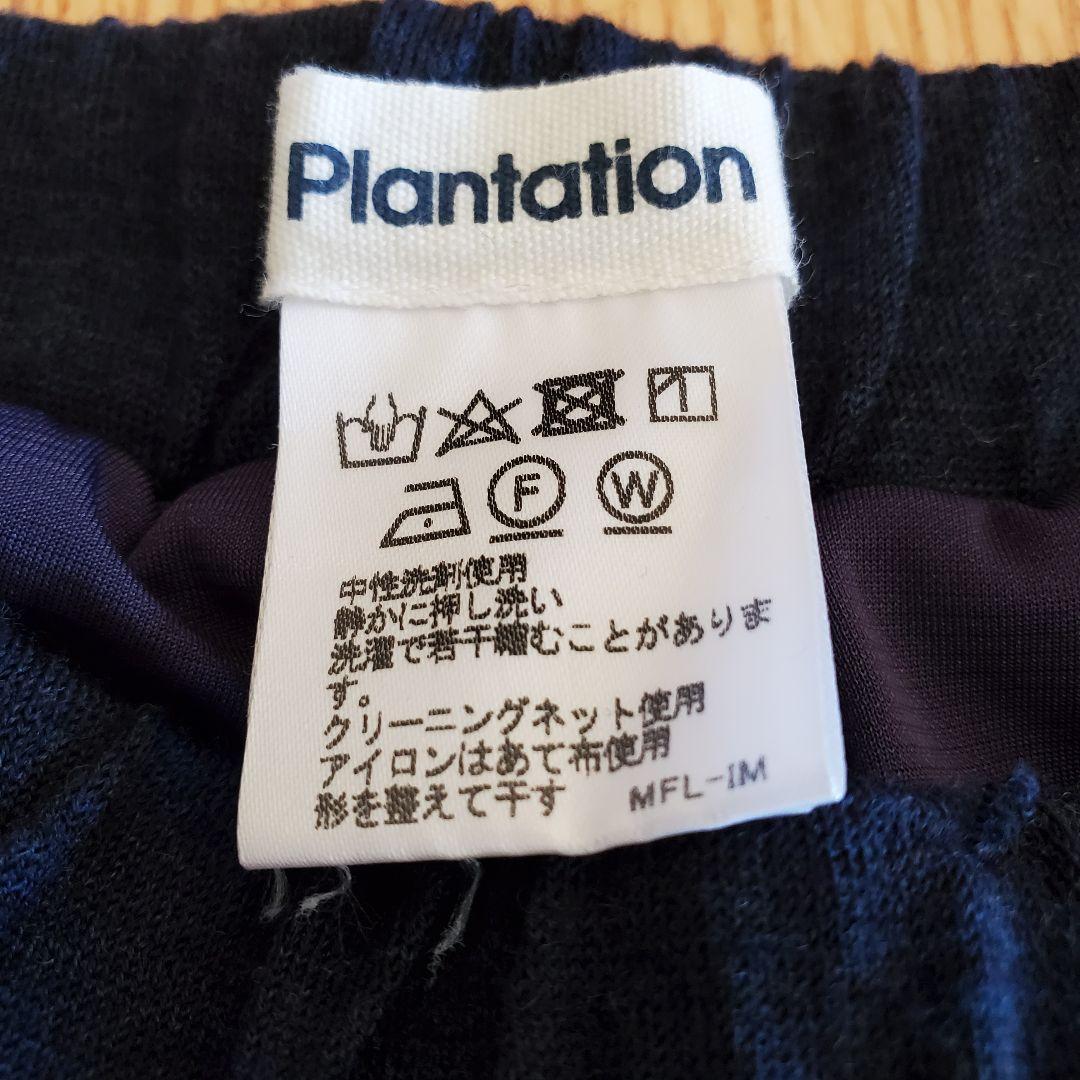 Plantation
F W
中性洗剤使用
静かに押し洗い
洗濯で若干縮むことがありま
す。
クリーニングネット使用
アイロンはあて布使用
形を整えて干す MFL-IM